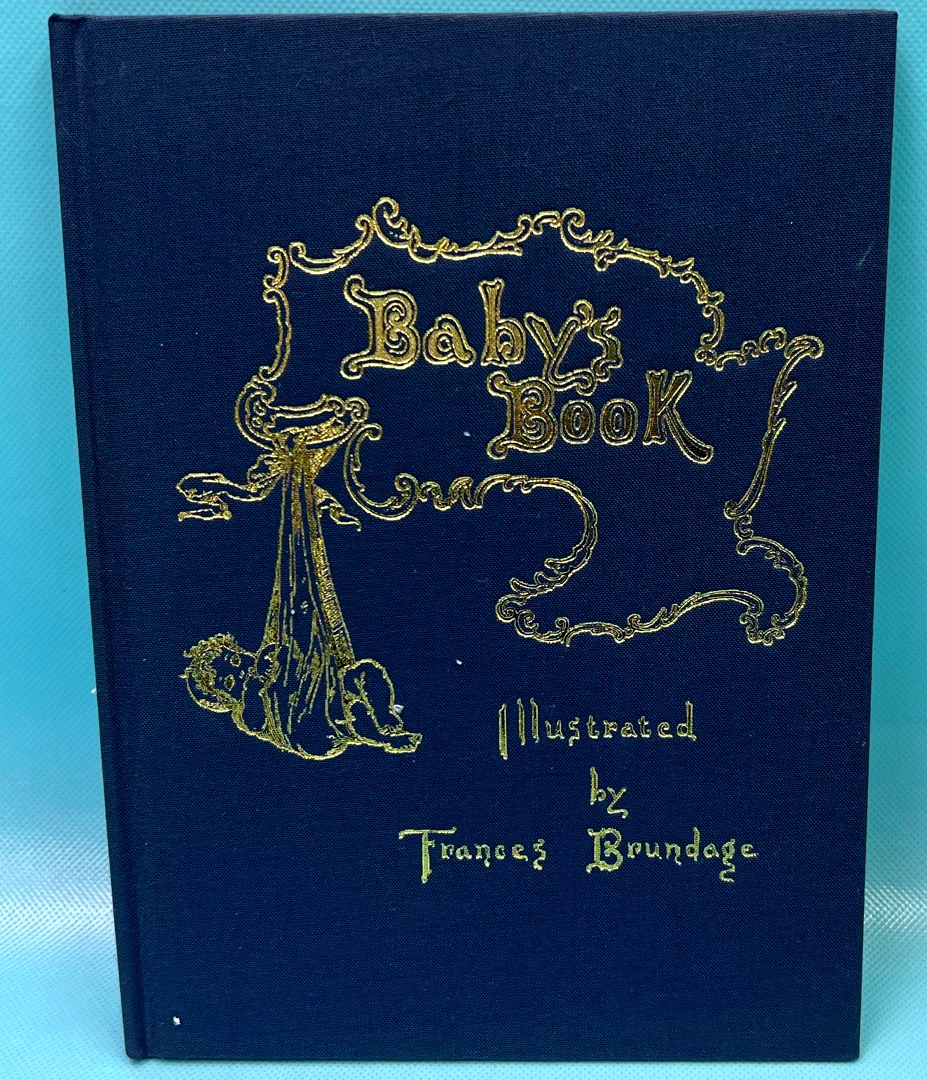 Baby's
Book
Illustrated
by
Frances Brundage